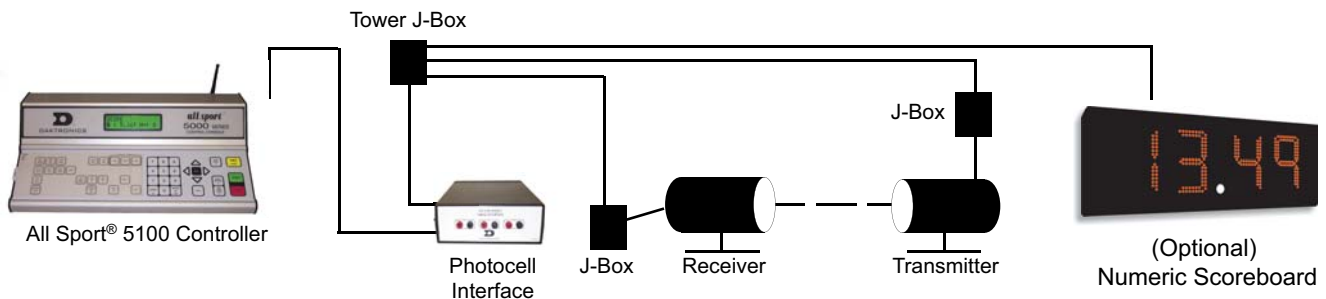 Tower J-Box
DAKTRONICS
all sport
5000 SERIES
J-Box
13.49
All Sport® 5100 Controller
Photocell
Interface
J-Box
Receiver
Transmitter
(Optional)
Numeric Scoreboard